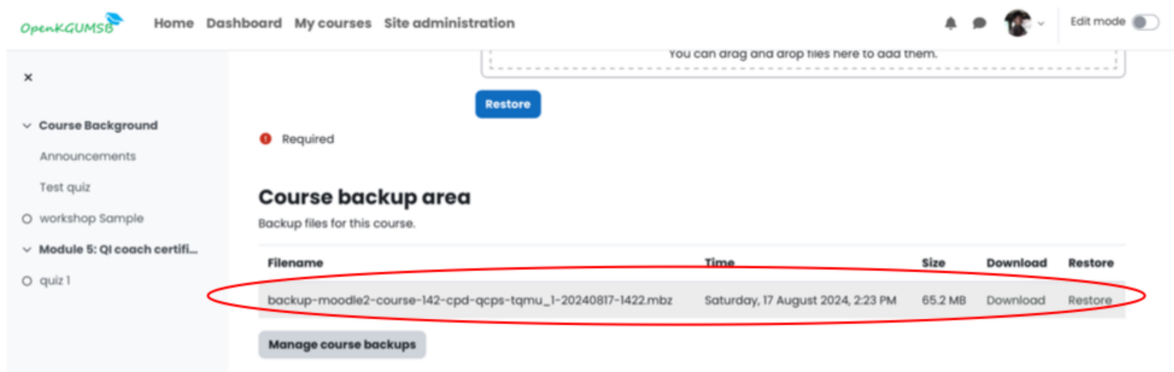 OpenKGUMSB Home Dashboard My courses Site administration Edit mode
You can drag and drop files here to add them.
Restore
Required
Course Background
Announcements
Test quiz
workshop Sample
Module 5: QI coach certifi...
quiz 1
Course backup area
Backup files for this course.
Filename Time Size Download Restore
backup-moodle2-course-142-cpd-qcps-tqmu_1-20240817-1422.mbz Saturday, 17 August 2024, 2:23 PM 65.2 MB Download Restore
Manage course backups